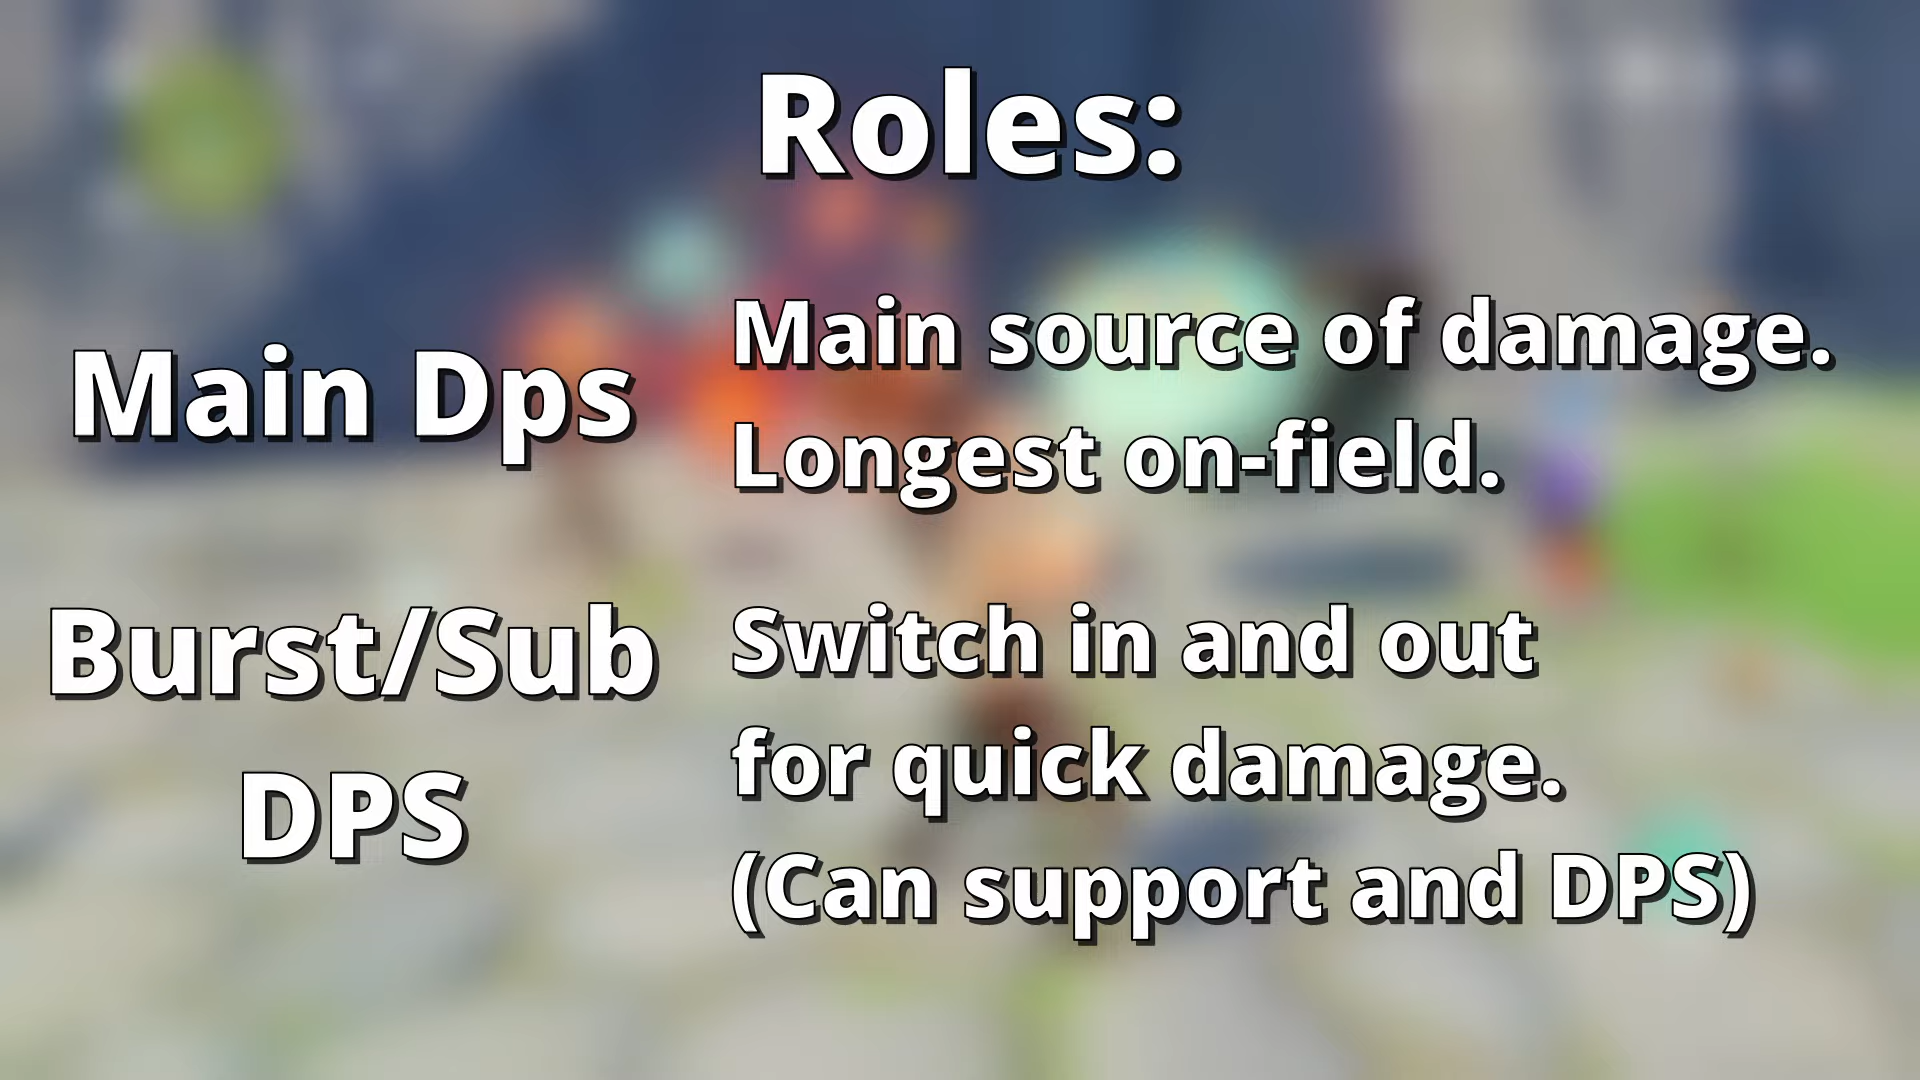 Roles:
Main Dps
Main source of damage.
Longest on-field.
Burst/Sub
DPS
Switch in and out
for quick damage.
(Can support and DPS)